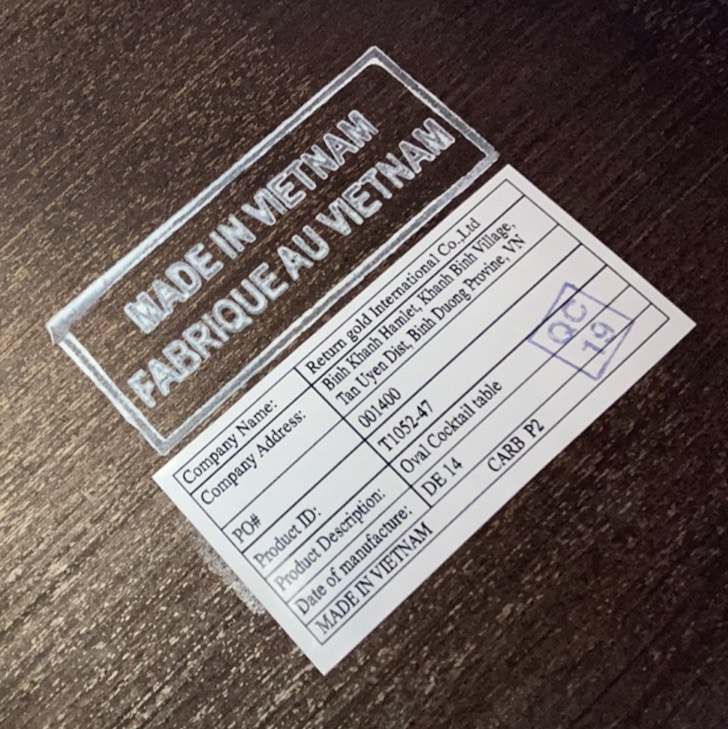 MADE IN VIETNAM
FABRIQUE AU VIETNAM
Company Name: Return gold International Co.,Ltd
Company Address: Binh Khanh Hamlet, Khanh Binh Village,
Tan Uyen Dist, Binh Duong Provine, VN
PO# 001400
Product ID: T1052-47
Product Description: Oval Cocktail table
Date of manufacture: DE 14
MADE IN VIETNAM CARB P2
QC
19